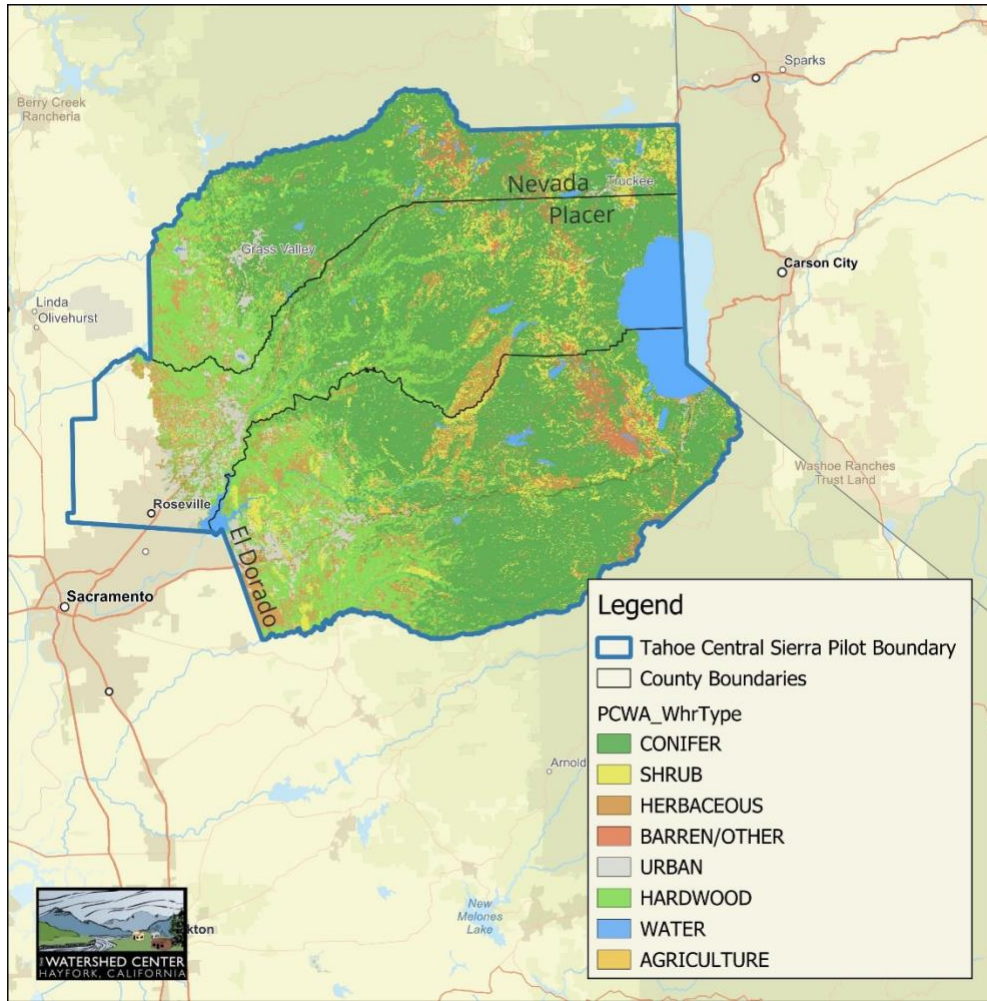 Sparks
Berry Creek
Rancheria
Nevada
Truckee
Placer
Grass Valley
Carson City
Linda
Olivehurst
Washoe Ranches
Trust Land
Roseville
El Dorado
Sacramento
Legend
Tahoe Central Sierra Pilot Boundary
County Boundaries
PCWA_WhrType
CONIFER
SHRUB
HERBACEOUS
BARREN/OTHER
URBAN
HARDWOOD
WATER
AGRICULTURE
Arnold
New
Melones
Lake
kton
THE WATERSHED CENTER
HAYFORK, CALIFORNIA